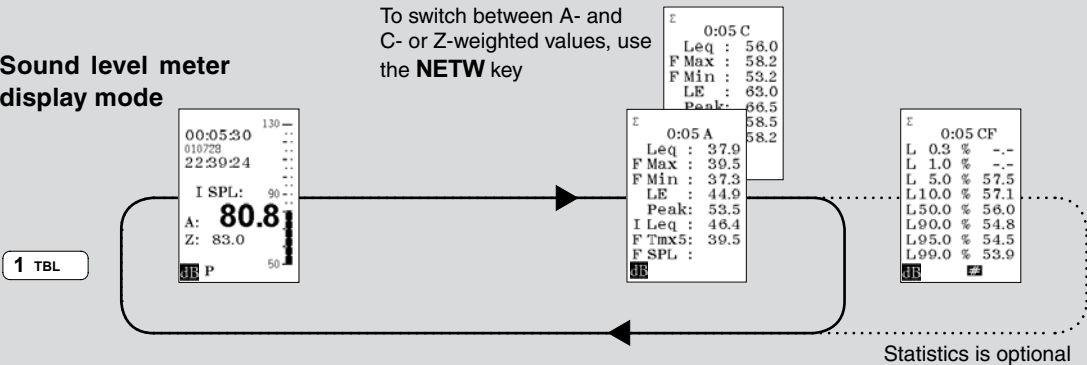 To switch between A- and
C- or Z-weighted values, use
the NETW key
Sound level meter
display mode
1 TBL
130
00:05:30
010728
22:39:24
I SPL: 90
A: 80.8
Z: 83.0
dB P 50
Σ
0:05 C
Leq : 56.0
F Max : 58.2
F Min : 53.2
LE : 63.0
Peak: 66.5
58.5
58.2
Σ
0:05 A
Leq : 37.9
F Max : 39.5
F Min : 37.3
LE : 44.9
Peak: 53.5
I Leq : 46.4
F Tmx5: 39.5
F SPL :
dB
Σ
0:05 CF
L 0.3 % -.-
L 1.0 % -.-
L 5.0 % 57.5
L10.0 % 57.1
L50.0 % 56.0
L90.0 % 54.8
L95.0 % 54.5
L99.0 % 53.9
dB #
Statistics is optional